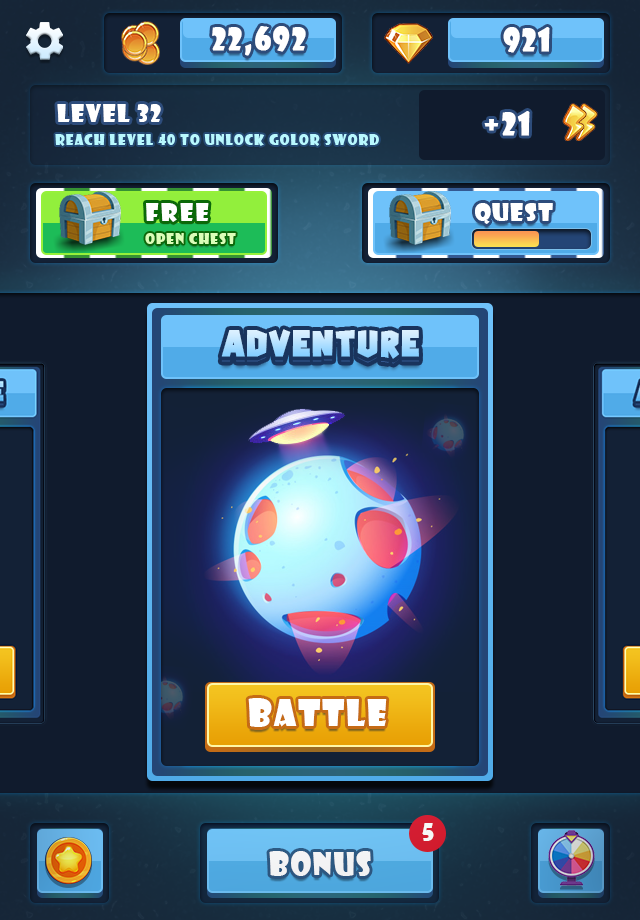 22,692
921
LEVEL 32
REACH LEVEL 40 TO UNLOCK GOLOR SWORD
+21
FREE
OPEN CHEST
QUEST
ADVENTURE
BATTLE
BONUS
5